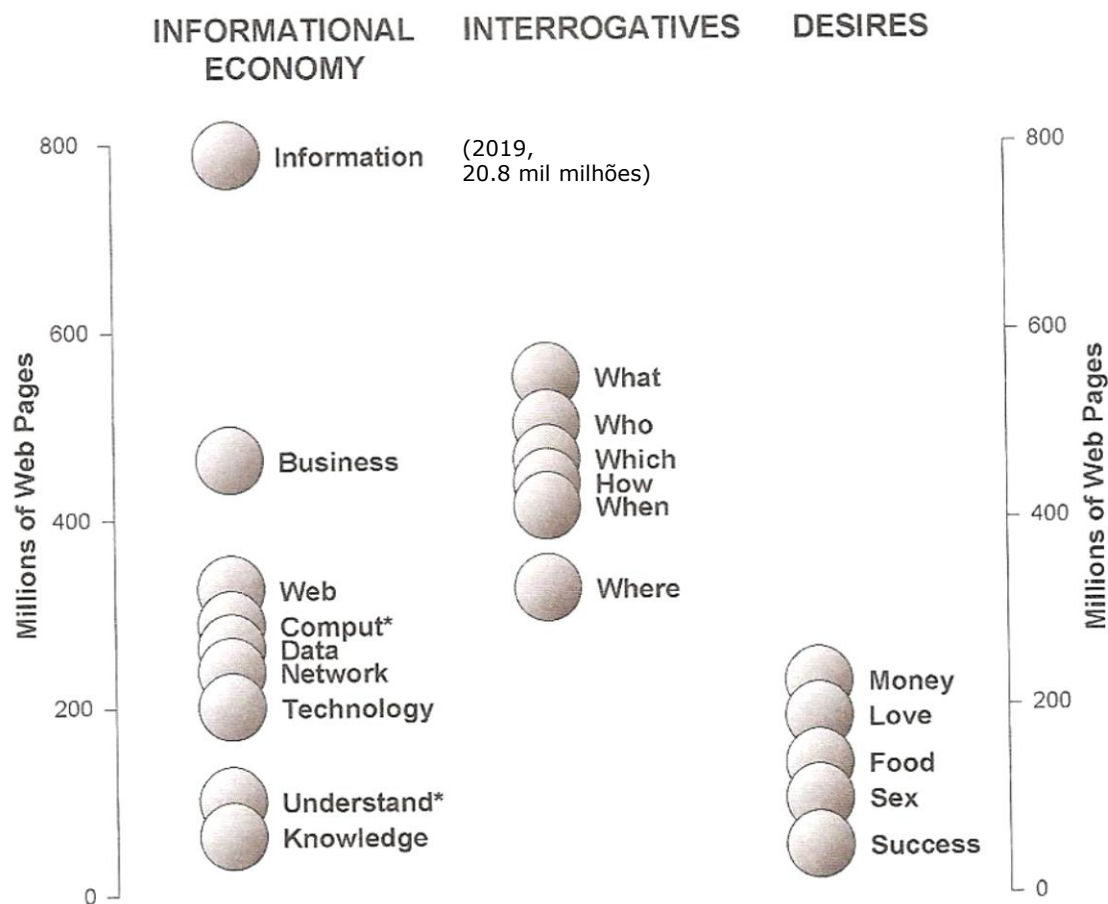 INFORMATIONAL
ECONOMY
INTERROGATIVES
DESIRES
Millions of Web Pages
800
600
400
200
0
Information
(2019,
20.8 mil milhões)
Business
Web
Comput*
Data
Network
Technology
Understand*
Knowledge
What
Who
Which
How
When
Where
Money
Love
Food
Sex
Success
800
600
400
200
0
Millions of Web Pages